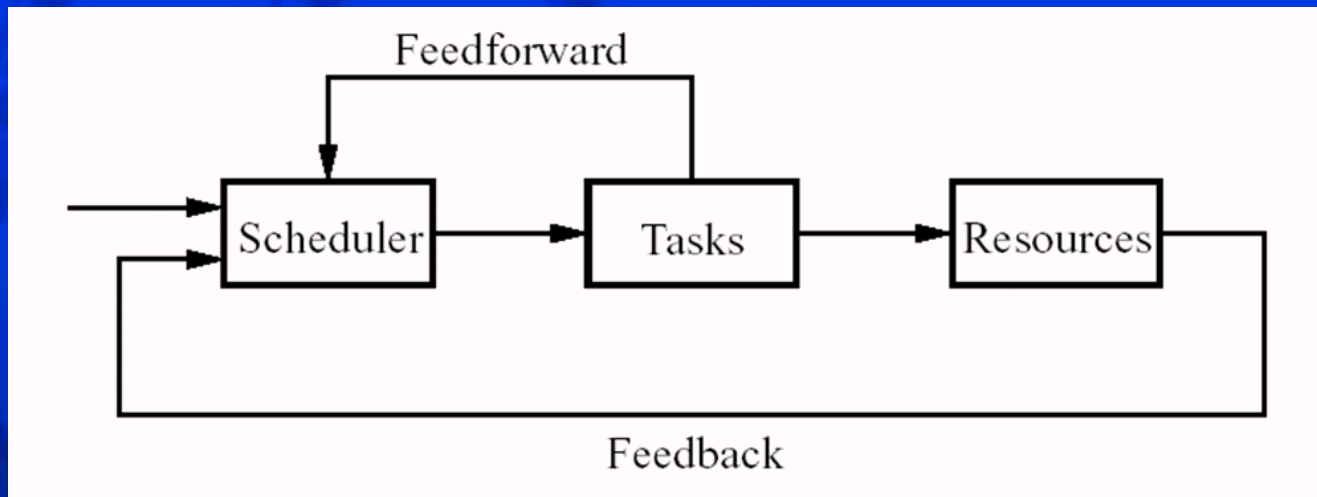 Feedforward
Scheduler
Tasks
Resources
Feedback